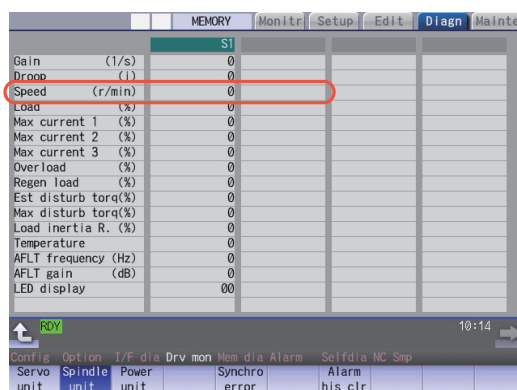 MEMORY Monitr Setup Edit Diagn Mainte
S1
Gain (1/s) 0
Droop (i) 0
Speed (r/min) 0
Load (%) 0
Max current 1 (%) 0
Max current 2 (%) 0
Max current 3 (%) 0
Overload (%) 0
Regen load (%) 0
Est disturb torq(%) 0
Max disturb torq(%) 0
Load inertia R. (%) 0
Temperature 0
AFLT frequency (Hz) 0
AFLT gain (dB) 0
LED display 00
RDY 10:14
Config Option I/F dia Drv mon Mem dia Alarm Selfdia NC Smp
Servo Spindle Power Synchro Alarm
unit unit unit error his clr